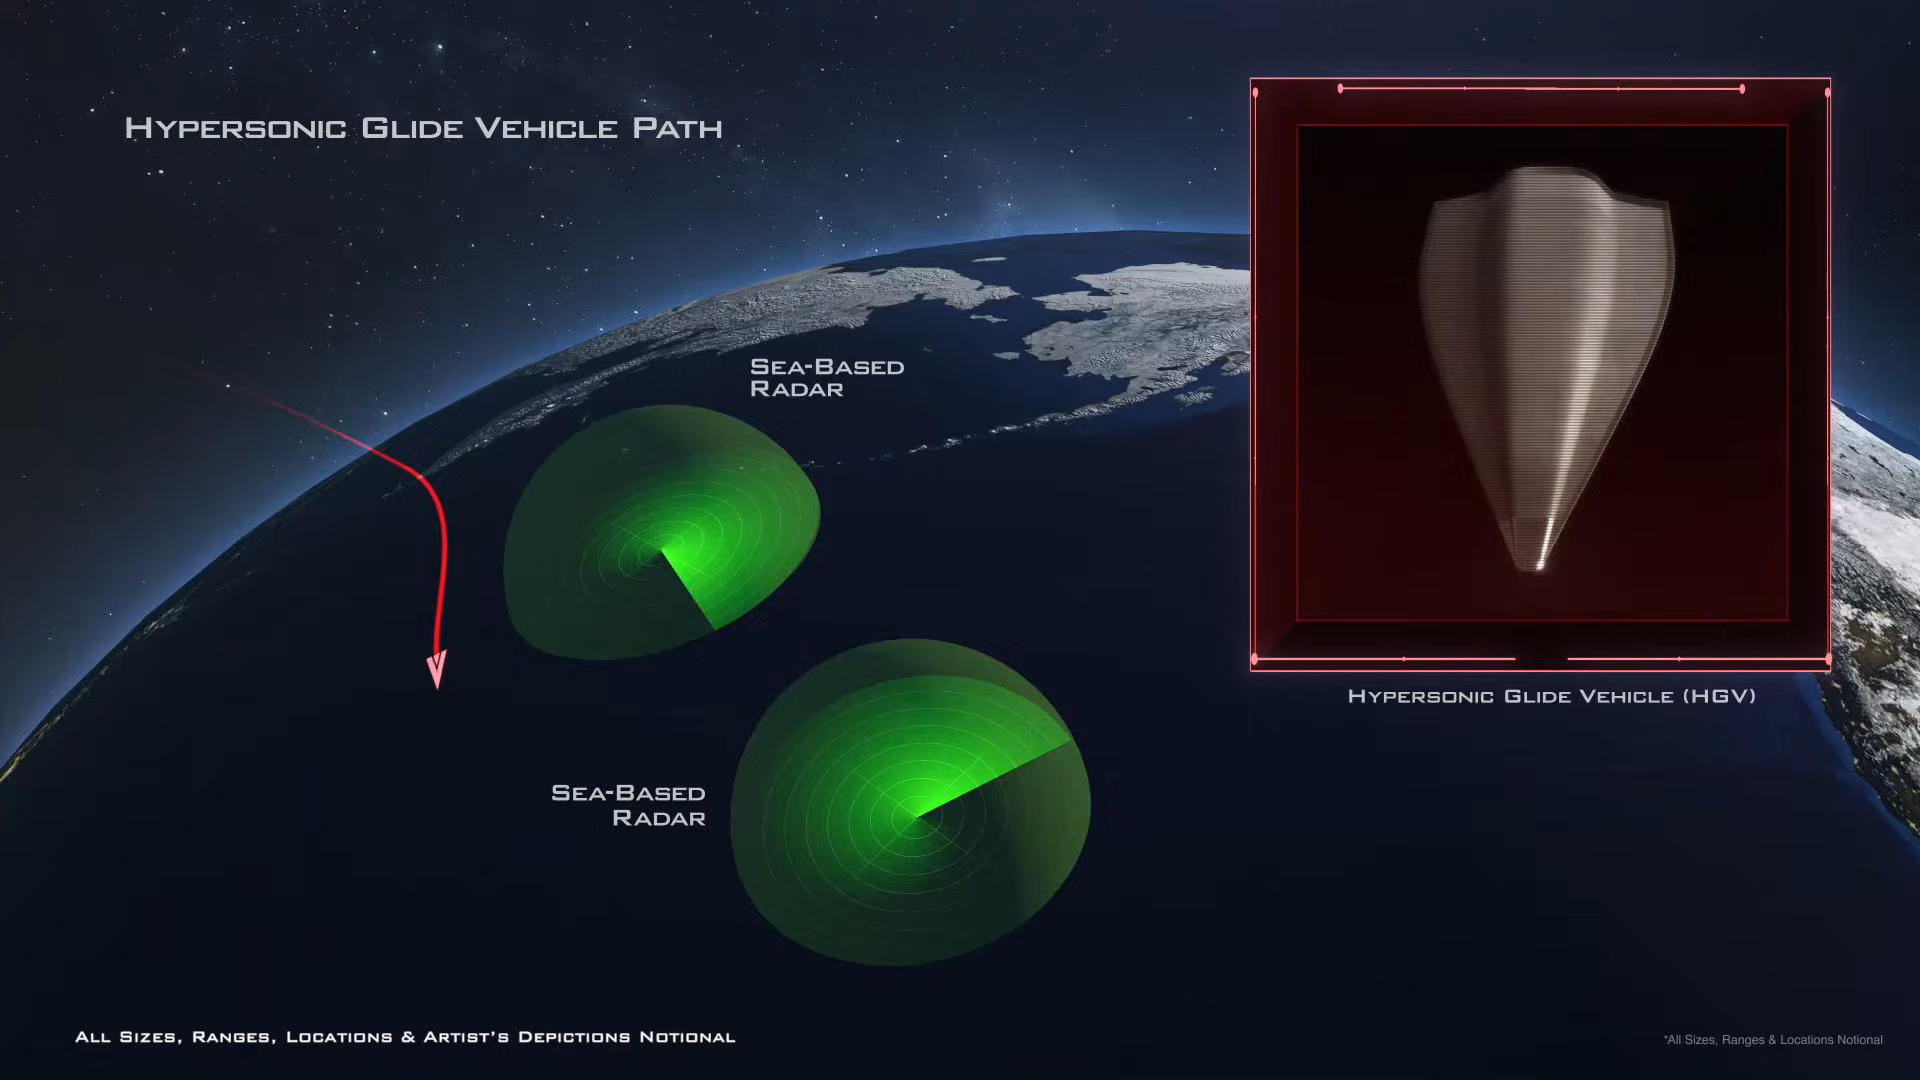 Hypersonic Glide Vehicle Path
Sea-Based
Radar
Hypersonic Glide Vehicle (HGV)
Sea-Based
Radar
All Sizes, Ranges, Locations & Artist's Depictions Notional
*All Sizes, Ranges & Locations Notional